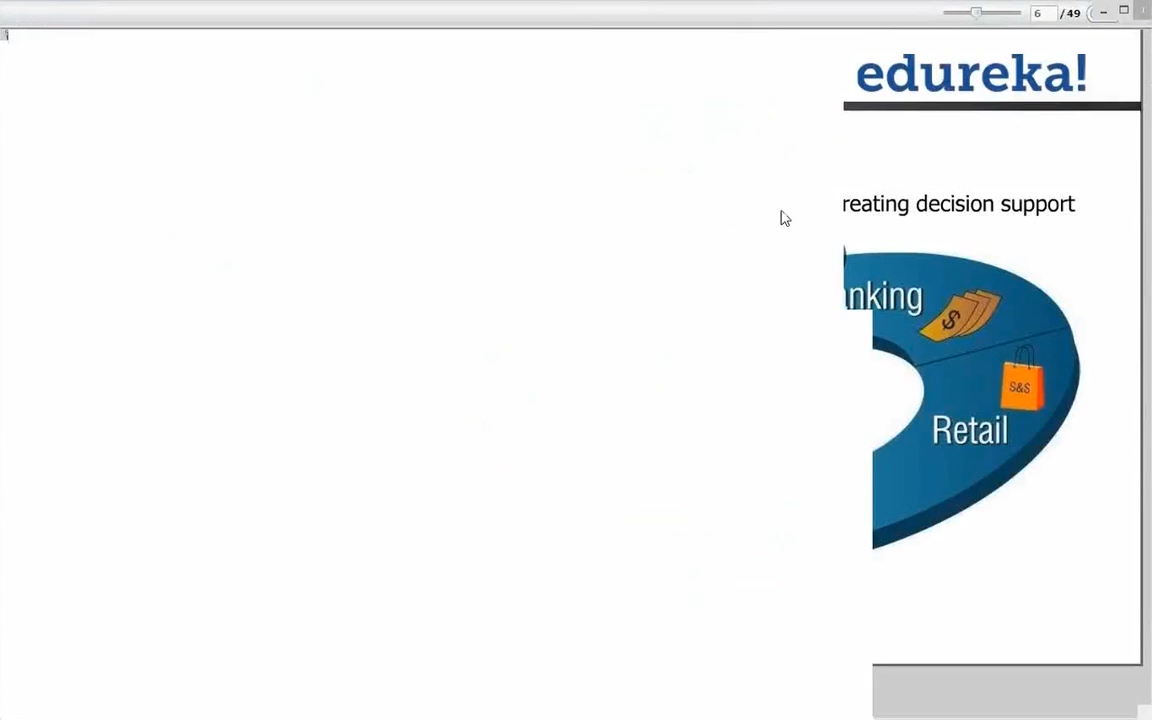 6 / 49
edureka!
reating decision support
nking
$
S&S
Retail